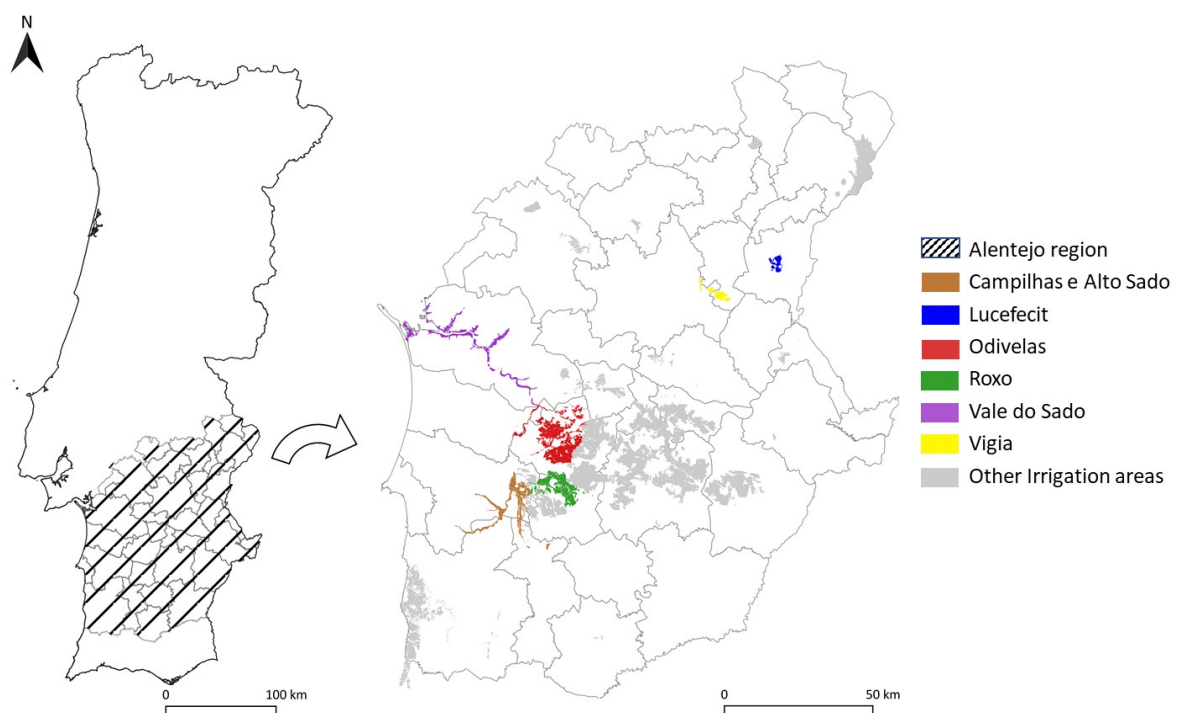 N
Alentejo region
Campilhas e Alto Sado
Lucefecit
Odivelas
Roxo
Vale do Sado
Vigia
Other Irrigation areas
0 100 km
0 50 km